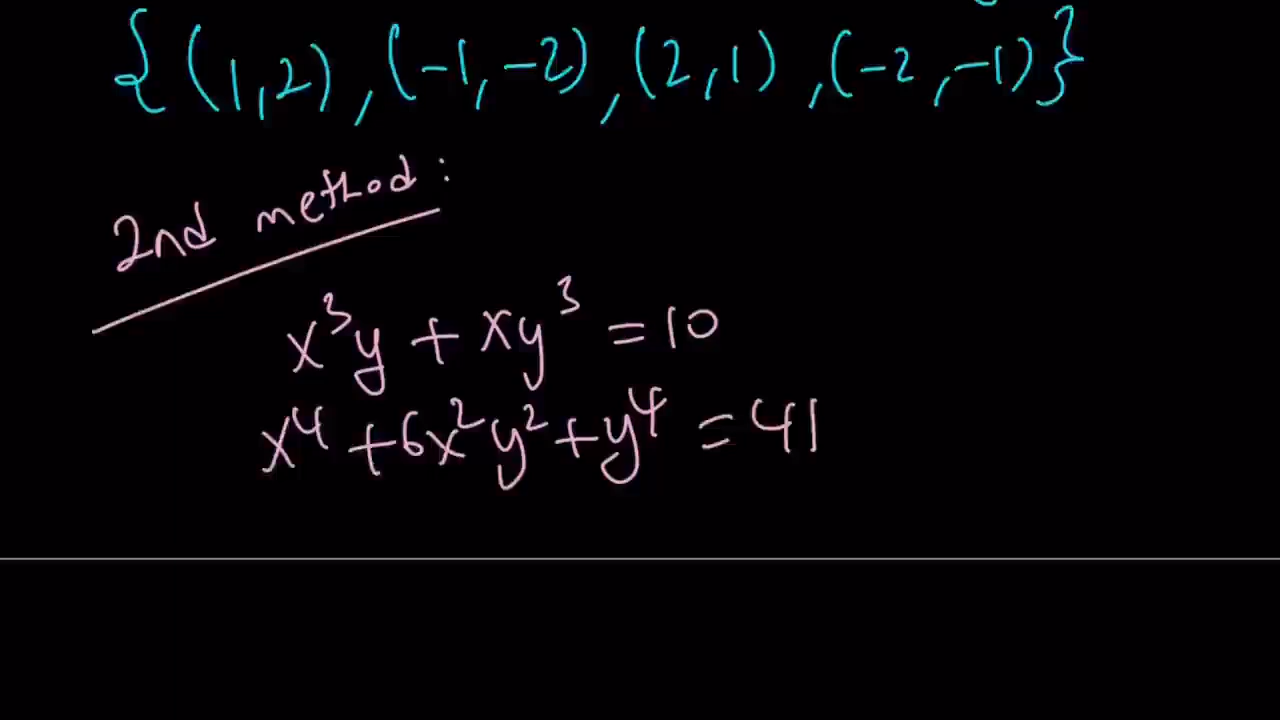 {(1,2),(-1,-2),(2,1),(-2,-1)}
2nd method:
x³y + xy³ = 10
x⁴ + 6x²y² + y⁴ = 41